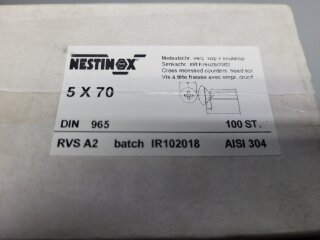 NESTINOX
Metaalschr. verz. kop + kruiskop
Senkschr. mit Kreuzschlitz
Cross recessed counters. head scr.
Vis à tête fraisée avec empr. cruc
5 X 70
DIN 965
100 ST.
RVS A2 batch IR102018 AISI 304